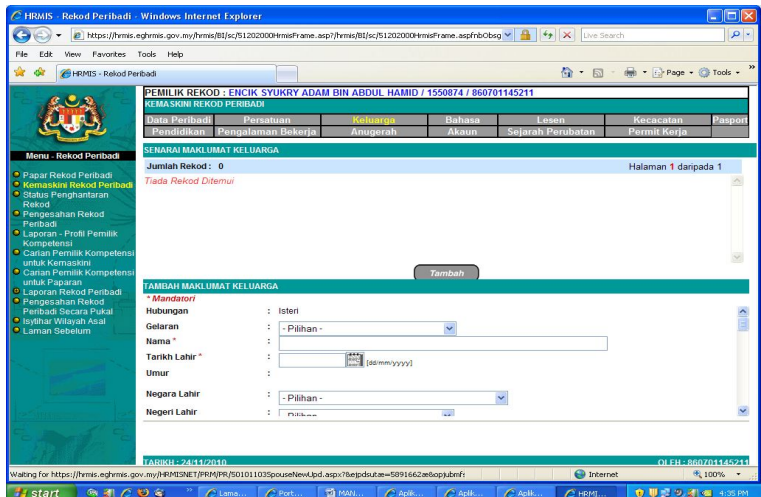 HRMIS - Rekod Peribadi - Windows Internet Explorer
https://hrmis.eghrmis.gov.my/hrmis/BI/sc/51202000HrmisFrame.asp?/hrmis/BI/sc/51202000HrmisFrame.aspfnbObsg
Live Search
File Edit View Favorites Tools Help
HRMIS - Rekod Peribadi
Page Tools
PEMILIK REKOD : ENCIK SYUKRY ADAM BIN ABDUL HAMID / 1550874 / 860701145211
KEMASKINI REKOD PERIBADI
Data Peribadi Persatuan Keluarga Bahasa Lesen Kecacatan Pasport
Pendidikan Pengalaman Bekerja Anugerah Akaun Sejarah Perubatan Permit Kerja
Menu - Rekod Peribadi
Papar Rekod Peribadi
Kemaskini Rekod Peribadi
Status Penghantaran
Rekod
Pengesahan Rekod
Peribadi
Laporan - Profil Pemilik
Kompetensi
Carian Pemilik Kompetensi
untuk Kemaskini
Carian Pemilik Kompetensi
untuk Paparan
Laporan Rekod Peribadi
Pengesahan Rekod
Peribadi Secara Pukal
Isytihar Wilayah Asal
Laman Sebelum
SENARAI MAKLUMAT KELUARGA
Jumlah Rekod : 0 Halaman 1 daripada 1
Tiada Rekod Ditemui
Tambah
TAMBAH MAKLUMAT KELUARGA
* Mandatori
Hubungan : Isteri
Gelaran : - Pilihan -
Nama * :
Tarikh Lahir * : [dd/mm/yyyy]
Umur :
Negara Lahir : - Pilihan -
Negeri Lahir : - Pilihan -
TARIKH : 24/11/2010 OLEH : 860701145211
Waiting for https://hrmis.eghrmis.gov.my/HRMISNET/PRM/PR/S0101103SpouseNewUpd.aspx?&ejpdsutæ=5891662æ&opjubmf: Internet 100%
start Lama... Port... MAN... Aplik... Aplik... Aplik... HRMI... 4:35 PM